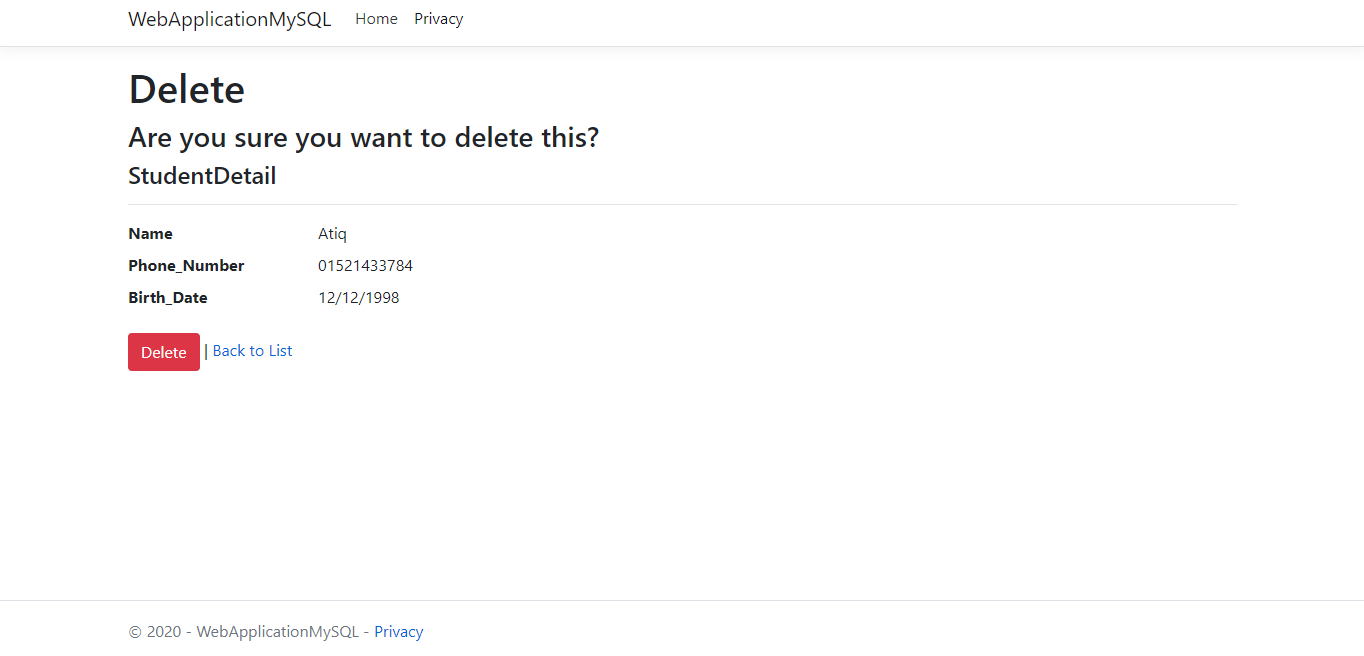 WebApplicationMySQL Home Privacy
Delete
Are you sure you want to delete this?
StudentDetail
Name Atiq
Phone_Number 01521433784
Birth_Date 12/12/1998
Delete | Back to List
© 2020 - WebApplicationMySQL - Privacy